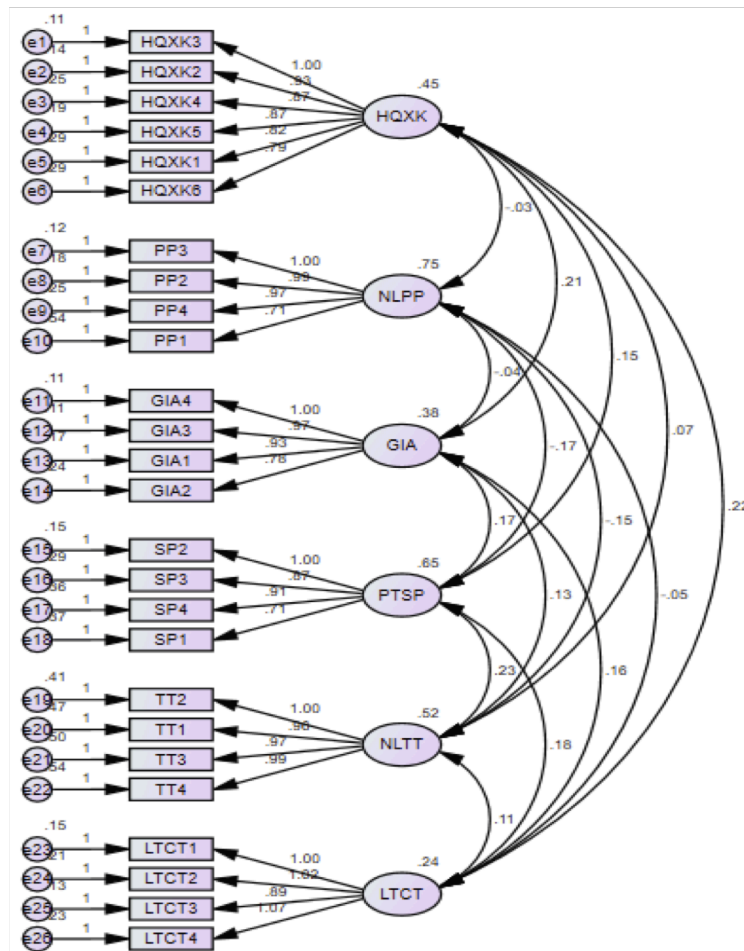 .11
e1 1 HQXK3
.14
e2 1 HQXK2 1.00 .45
.25 .93
e3 1 HQXK4 .87 HQXK
.19 .87
e4 1 HQXK5 .82
.29 .79
e5 1 HQXK1
.29
e6 1 HQXK6
-.03
.12
e7 1 PP3
.18
e8 1 PP2 1.00 .75
.25 .99 .21
e9 1 PP4 .97 NLPP
.54 .71
e10 1 PP1
.15
-.04
.11
e11 1 GIA4
.11
e12 1 GIA3 1.00 .38
.17 .97 .07
e13 1 GIA1 .93 GIA -.17
.24 .78
e14 1 GIA2
.22
.17 -.15
.15
e15 1 SP2
.29
e16 1 SP3 1.00 .65
.36 .87
e17 1 SP4 .91 PTSP .13 -.05
.37 .71
e18 1 SP1
.23 .16
.41
e19 1 TT2
.47
e20 1 TT1 1.00 .52
.50 .96
e21 1 TT3 .97 NLTT .18
.54 .99
e22 1 TT4
.11
.15
e23 1 LTCT1
.21
e24 1 LTCT2 1.00 .24
.13 1.02
e25 1 LTCT3 .89 LTCT
.23 1.07
e26 1 LTCT4